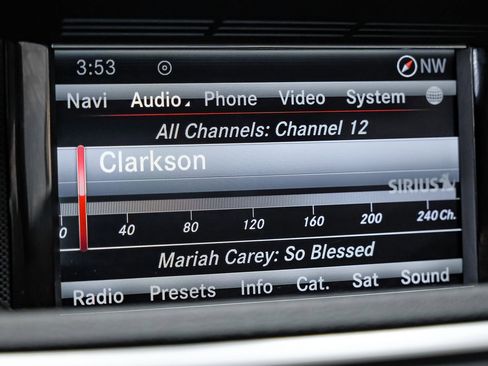 3:53 NW
Navi Audio Phone Video System
All Channels: Channel 12
Clarkson
SIRIUS
0 40 80 120 160 200 240 Ch.
Mariah Carey: So Blessed
Radio Presets Info Cat. Sat Sound